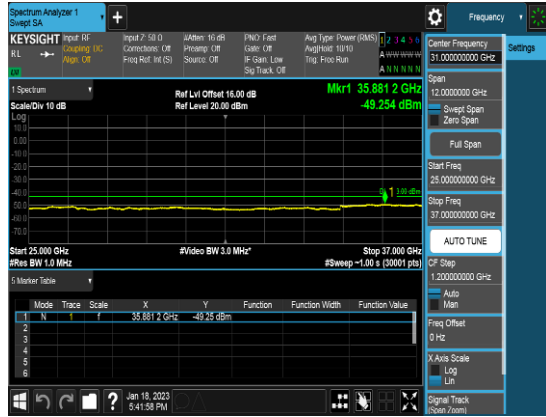 Spectrum Analyzer 1
Swept SA
+
Frequency
KEYSIGHT
RL
Input: RF
Coupling: DC
Align: Off
Input Z: 50 Ω
Corrections: Off
Freq Ref: Int (S)
#Atten: 16 dB
Preamp: Off
Source: Off
PNO: Fast
Gate: Off
IF Gain: Low
Sig Track: Off
Avg Type: Power (RMS)
Avg|Hold: 10/10
Trig: Free Run
1 2 3 4 5 6
A W W W W W
A N N N N N
1 Spectrum
Scale/Div 10 dB
Ref Lvl Offset 16.00 dB
Ref Level 20.00 dBm
Mkr1 35.881 2 GHz
-49.254 dBm
Log
10.0
0.00
-10.0
-20.0
-30.0
-40.0
-50.0
-60.0
-70.0
1
Start 25.000 GHz
#Res BW 1.0 MHz
#Video BW 3.0 MHz*
Stop 37.000 GHz
#Sweep ~1.00 s (30001 pts)
5 Marker Table
Mode Trace Scale X Y Function Function Width Function Value
1 N 1 f 35.881 2 GHz -49.25 dBm
2
3
4
5
6
Jan 18, 2023
5:41:58 PM
Center Frequency
31.000000000 GHz
Settings
Span
12.0000000 GHz
Swept Span
Zero Span
Full Span
Start Freq
25.000000000 GHz
Stop Freq
37.000000000 GHz
AUTO TUNE
CF Step
1.200000000 GHz
Auto
Man
Freq Offset
0 Hz
X Axis Scale
Log
Lin
Signal Track
(Span Zoom)